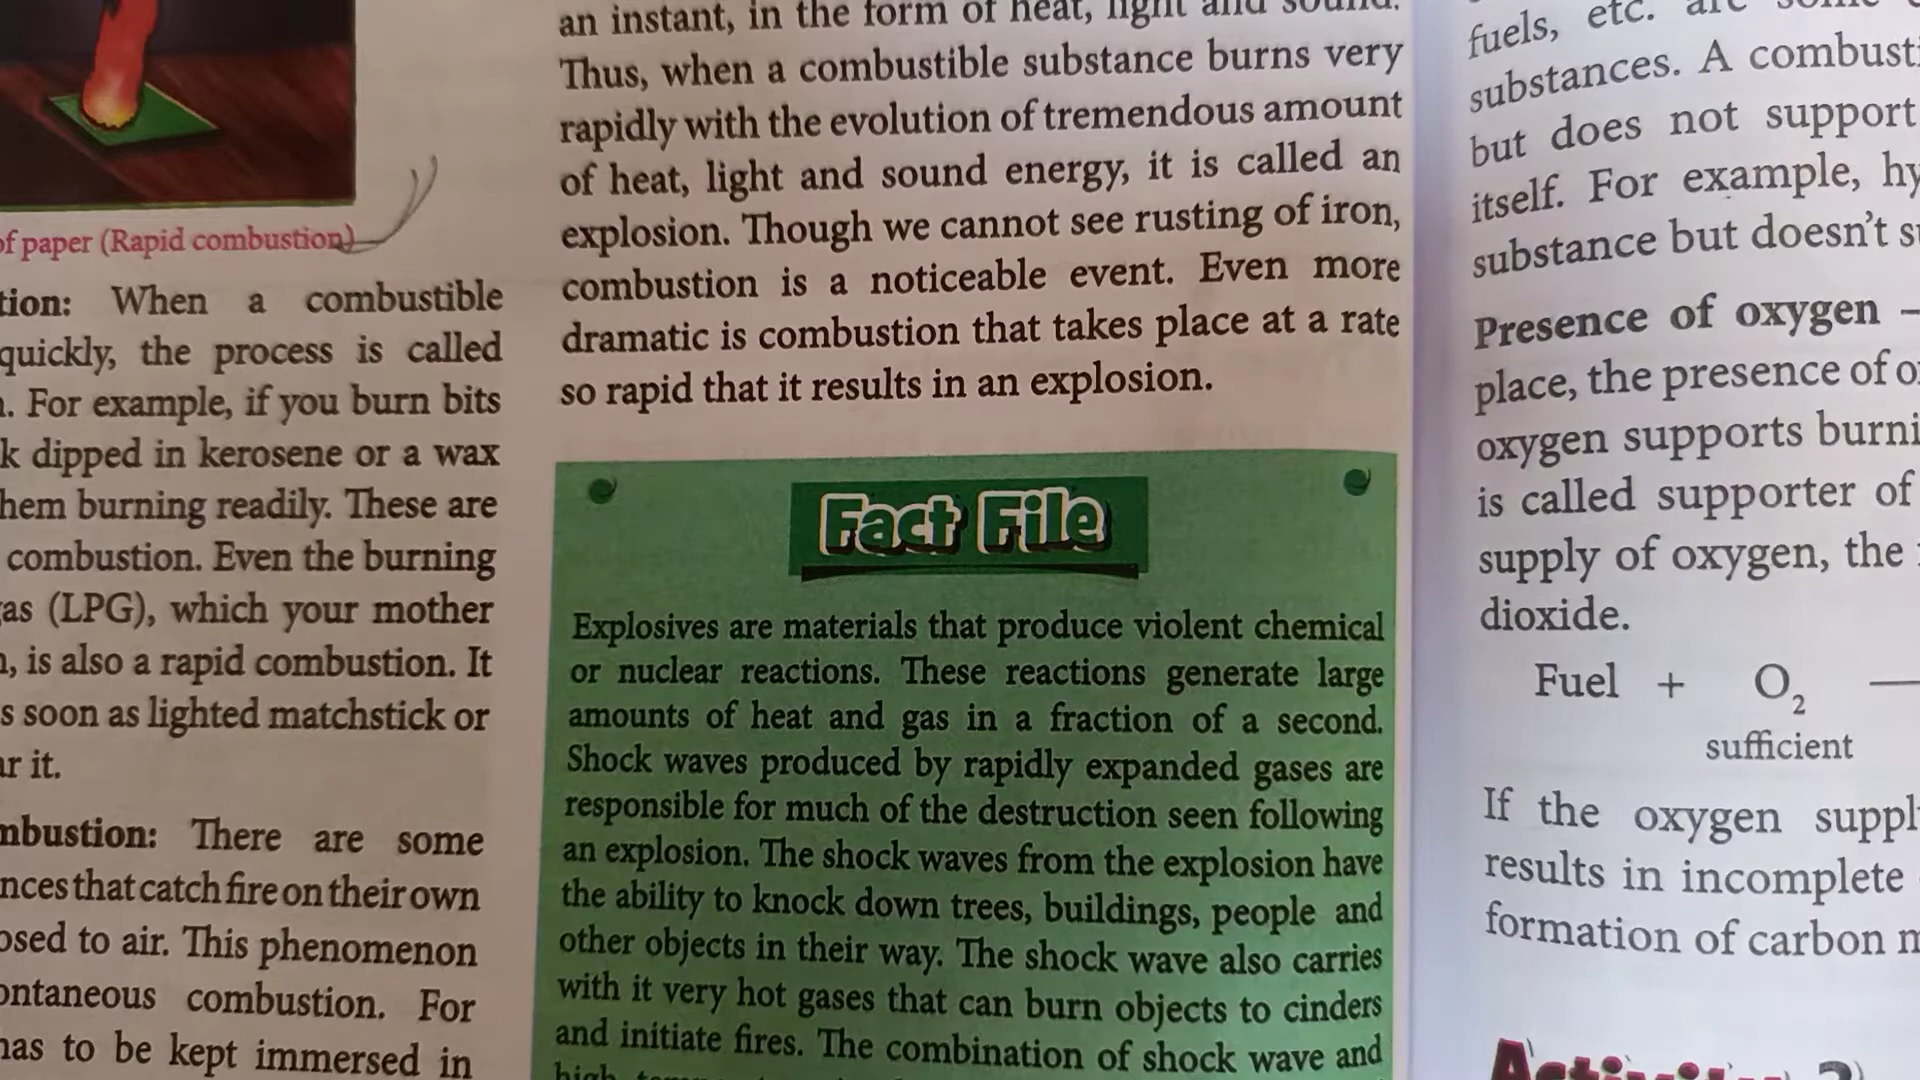 of paper (Rapid combustion)
When a combustible
quickly, the process is called
For example, if you burn bits
dipped in kerosene or a wax
burning readily. These are
combustion. Even the burning
(LPG), which your mother
is also a rapid combustion. It
soon as lighted matchstick or
it.
There are some
that catch fire on their own
to air. This phenomenon
combustion. For
to be kept immersed in
an instant, in the form of heat, light and sound.
Thus, when a combustible substance burns very
rapidly with the evolution of tremendous amount
of heat, light and sound energy, it is called an
explosion. Though we cannot see rusting of iron,
combustion is a noticeable event. Even more
dramatic is combustion that takes place at a rate
so rapid that it results in an explosion.
Fact File
Explosives are materials that produce violent chemical
or nuclear reactions. These reactions generate large
amounts of heat and gas in a fraction of a second.
Shock waves produced by rapidly expanded gases are
responsible for much of the destruction seen following
an explosion. The shock waves from the explosion have
the ability to knock down trees, buildings, people and
other objects in their way. The shock wave also carries
with it very hot gases that can burn objects to cinders
and initiate fires. The combination of shock wave and
fuels, etc. are some
substances. A
but does not support
itself. For example,
substance but doesn't
Presence of oxygen –
place, the presence of
oxygen supports
is called supporter of
supply of oxygen, the
dioxide.
Fuel + O₂ —
sufficient
If the oxygen
results in incomplete
formation of carbon